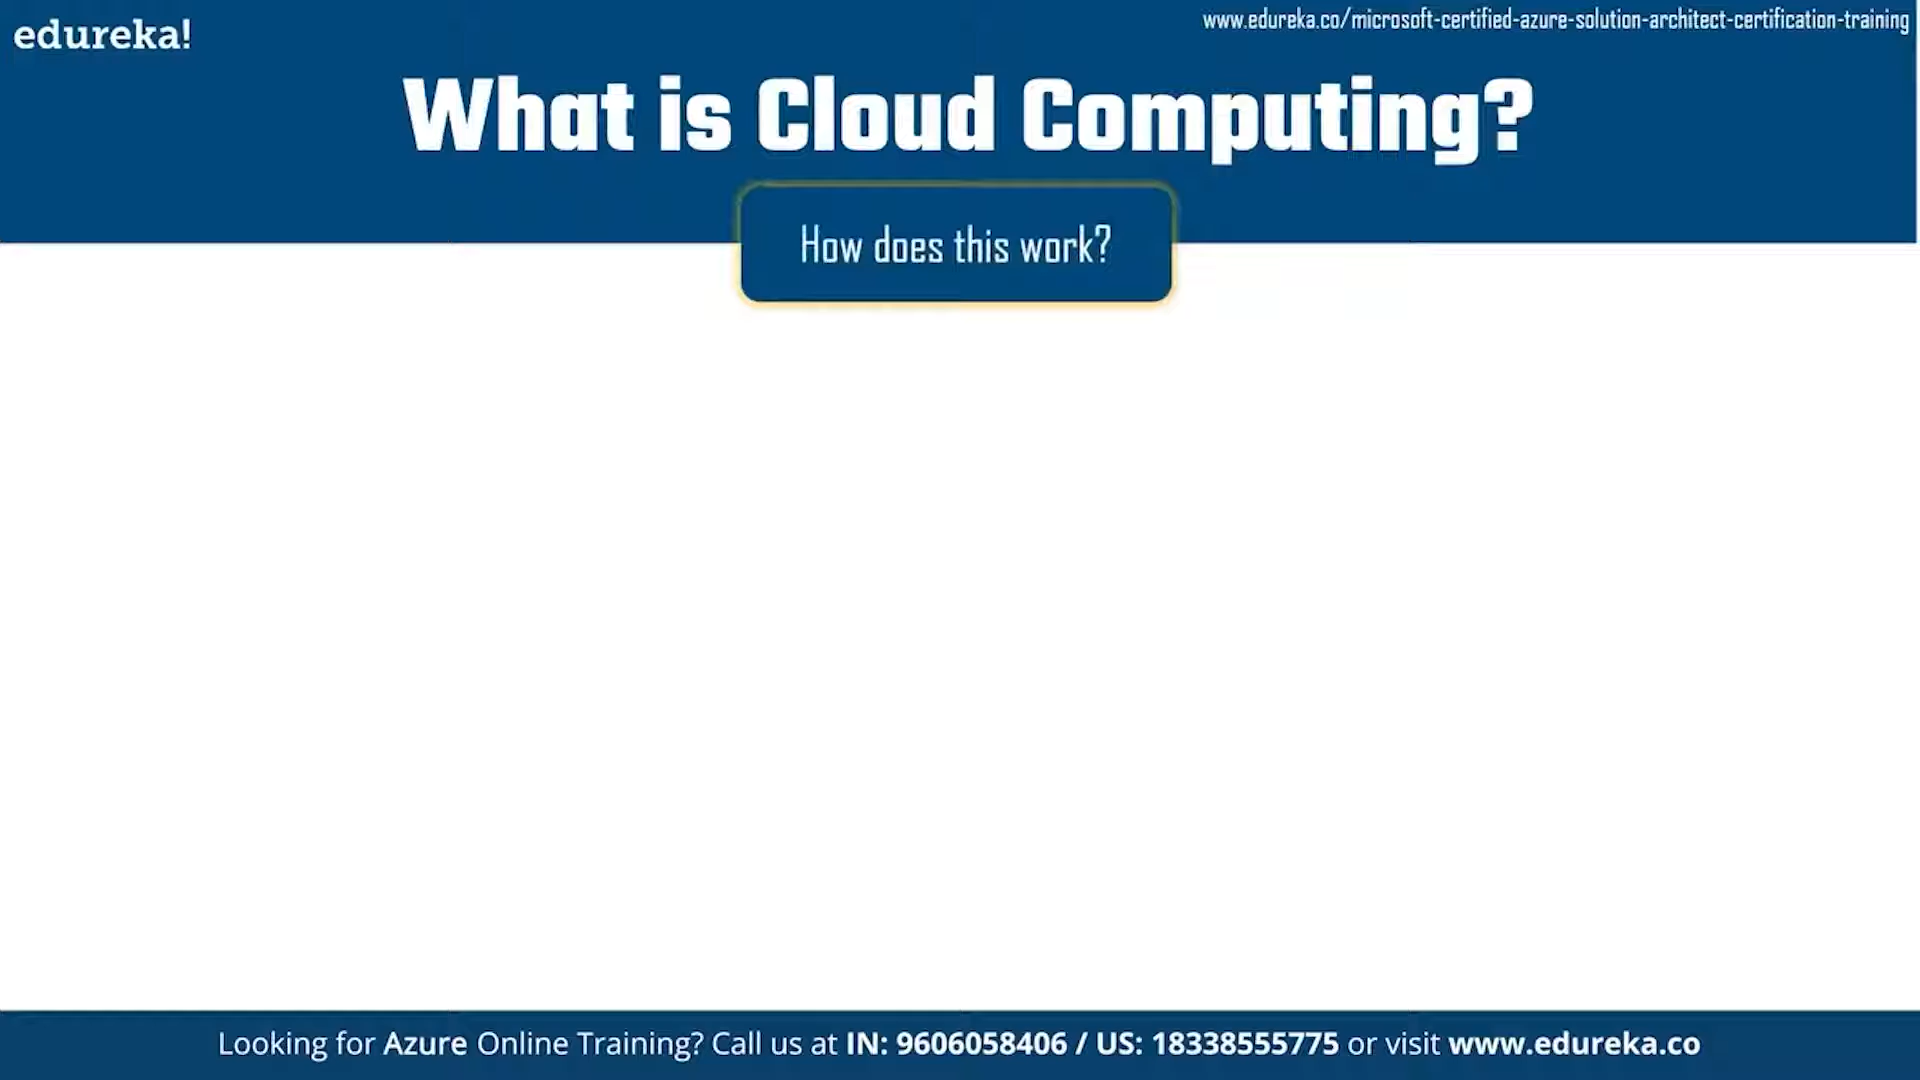 edureka!
www.edureka.co/microsoft-certified-azure-solution-architect-certification-training
What is Cloud Computing?
How does this work?
Looking for Azure Online Training? Call us at IN: 9606058406 / US: 18338555775 or visit www.edureka.co